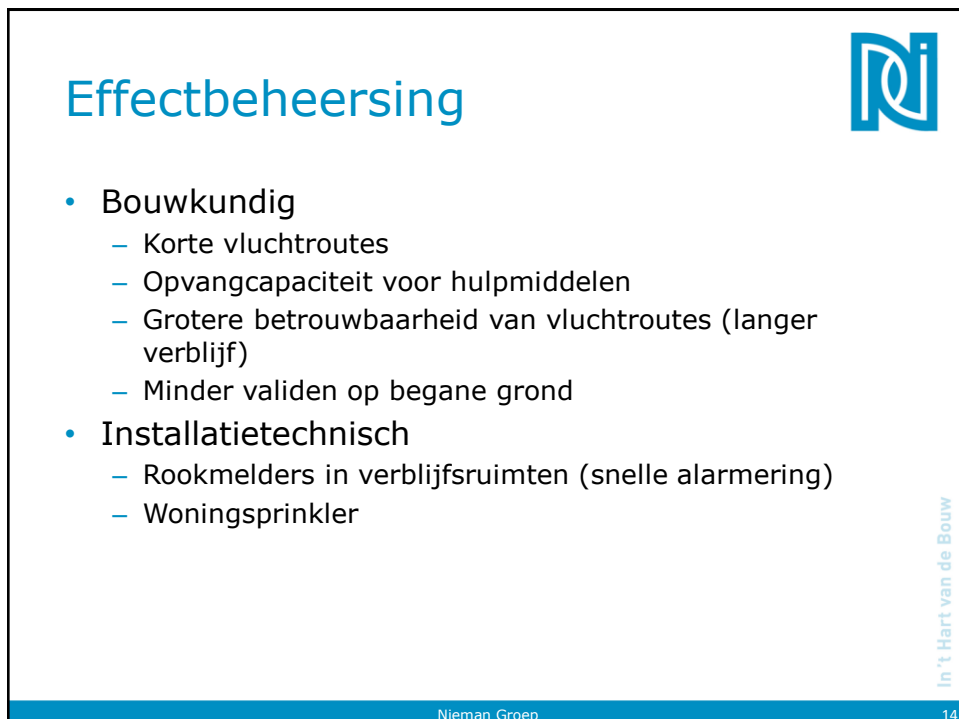 Effectbeheersing
• Bouwkundig
– Korte vluchtroutes
– Opvangcapaciteit voor hulpmiddelen
– Grotere betrouwbaarheid van vluchtroutes (langer
verblijf)
– Minder validen op begane grond
• Installatietechnisch
– Rookmelders in verblijfsruimten (snelle alarmering)
– Woningsprinkler
In 't Hart van de Bouw
Nieman Groep
14